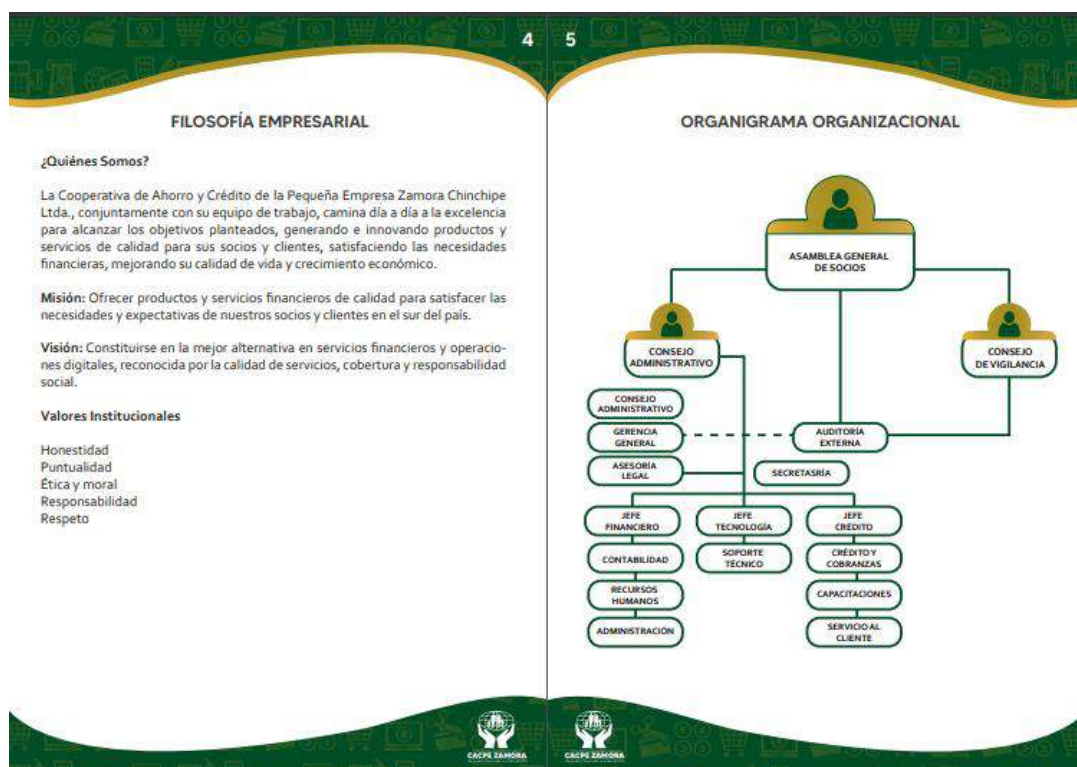 4
FILOSOFÍA EMPRESARIAL
¿Quiénes Somos?
La Cooperativa de Ahorro y Crédito de la Pequeña Empresa Zamora Chinchipe
Ltda., conjuntamente con su equipo de trabajo, camina día a día a la excelencia
para alcanzar los objetivos planteados, generando e innovando productos y
servicios de calidad para sus socios y clientes, satisfaciendo las necesidades
financieras, mejorando su calidad de vida y crecimiento económico.
Misión: Ofrecer productos y servicios financieros de calidad para satisfacer las
necesidades y expectativas de nuestros socios y clientes en el sur del país.
Visión: Constituirse en la mejor alternativa en servicios financieros y operacio-
nes digitales, reconocida por la calidad de servicios, cobertura y responsabilidad
social.
Valores Institucionales
Honestidad
Puntualidad
Ética y moral
Responsabilidad
Respeto
CACPE ZAMORA
5
ORGANIGRAMA ORGANIZACIONAL
ASAMBLEA GENERAL
DE SOCIOS
CONSEJO
ADMINISTRATIVO
CONSEJO
DE VIGILANCIA
CONSEJO
ADMINISTRATIVO
GERENCIA
GENERAL
AUDITORÍA
EXTERNA
ASESORÍA
LEGAL
SECRETASRÍA
JEFE
FINANCIERO
JEFE
TECNOLOGÍA
JEFE
CRÉDITO
CONTABILIDAD
SOPORTE
TÉCNICO
CRÉDITO Y
COBRANZAS
RECURSOS
HUMANOS
CAPACITACIONES
ADMINISTRACIÓN
SERVICIO AL
CLIENTE
CACPE ZAMORA